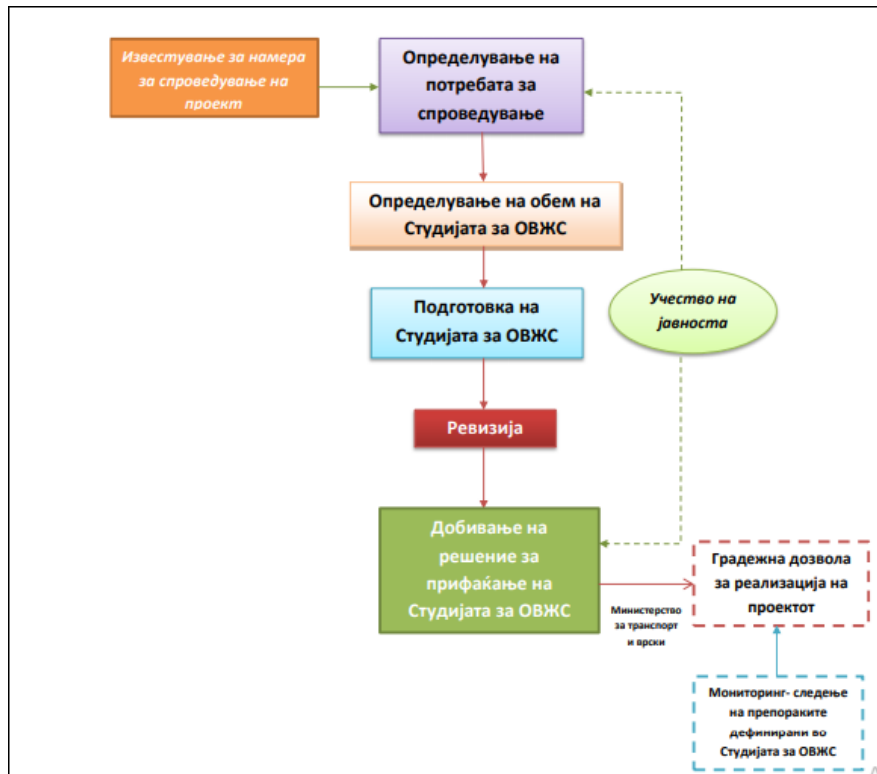 Известување за намера
за спроведување на
проект
Определување на
потребата за
спроведување
Определување на обем на
Студијата за ОВЖС
Подготовка на
Студијата за ОВЖС
Учество на
јавноста
Ревизија
Добивање на
решение за
прифаќање на
Студијата за ОВЖС
Министерство
за транспорт
и врски
Градежна дозвола
за реализација на
проектот
Мониторинг- следење
на препораките
дефинирани во
Студијата за ОВЖС